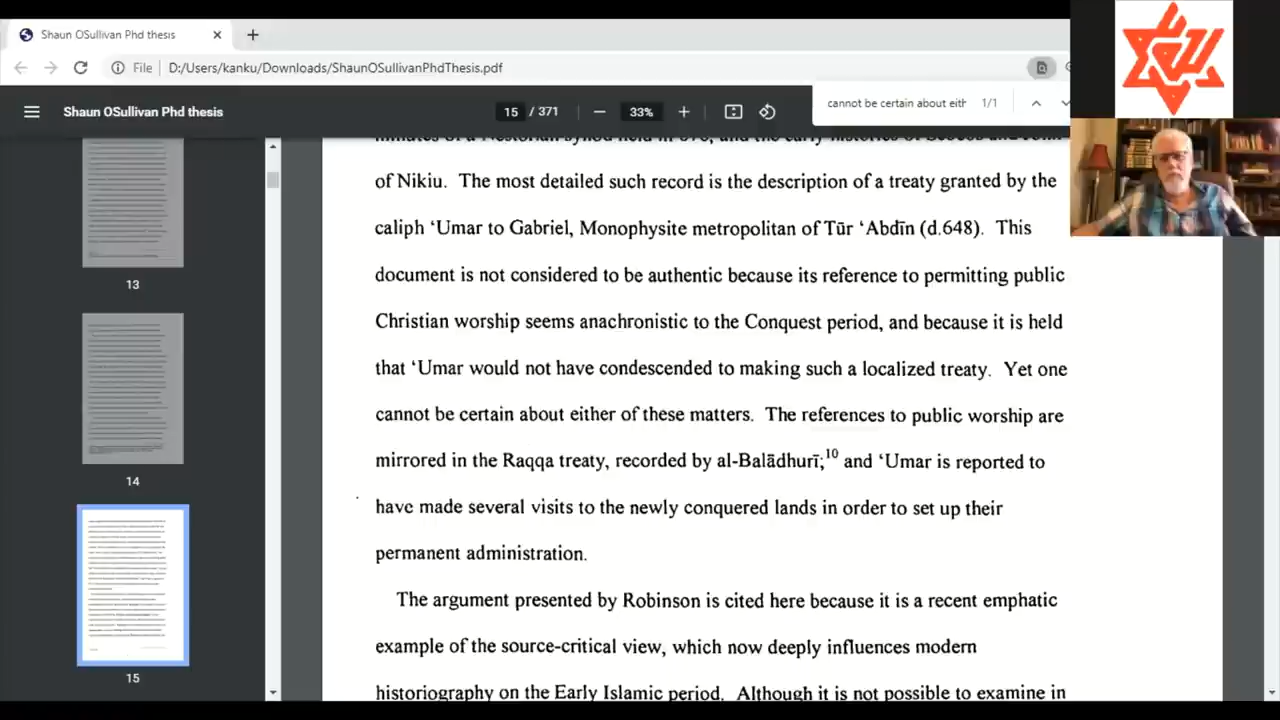 Shaun OSullivan Phd thesis
File
D:/Users/kanku/Downloads/ShaunOSullivanPhdThesis.pdf
Shaun OSullivan Phd thesis
15 / 371
33%
cannot be certain about eith
1/1
of Nikiu. The most detailed such record is the description of a treaty granted by the
caliph ‘Umar to Gabriel, Monophysite metropolitan of Tūr ‘Abdīn (d.648). This
document is not considered to be authentic because its reference to permitting public
Christian worship seems anachronistic to the Conquest period, and because it is held
that ‘Umar would not have condescended to making such a localized treaty. Yet one
cannot be certain about either of these matters. The references to public worship are
mirrored in the Raqqa treaty, recorded by al-Balādhurī;10 and ‘Umar is reported to
have made several visits to the newly conquered lands in order to set up their
permanent administration.
The argument presented by Robinson is cited here because it is a recent emphatic
example of the source-critical view, which now deeply influences modern
historiography on the Early Islamic period. Although it is not possible to examine in
13
14
15